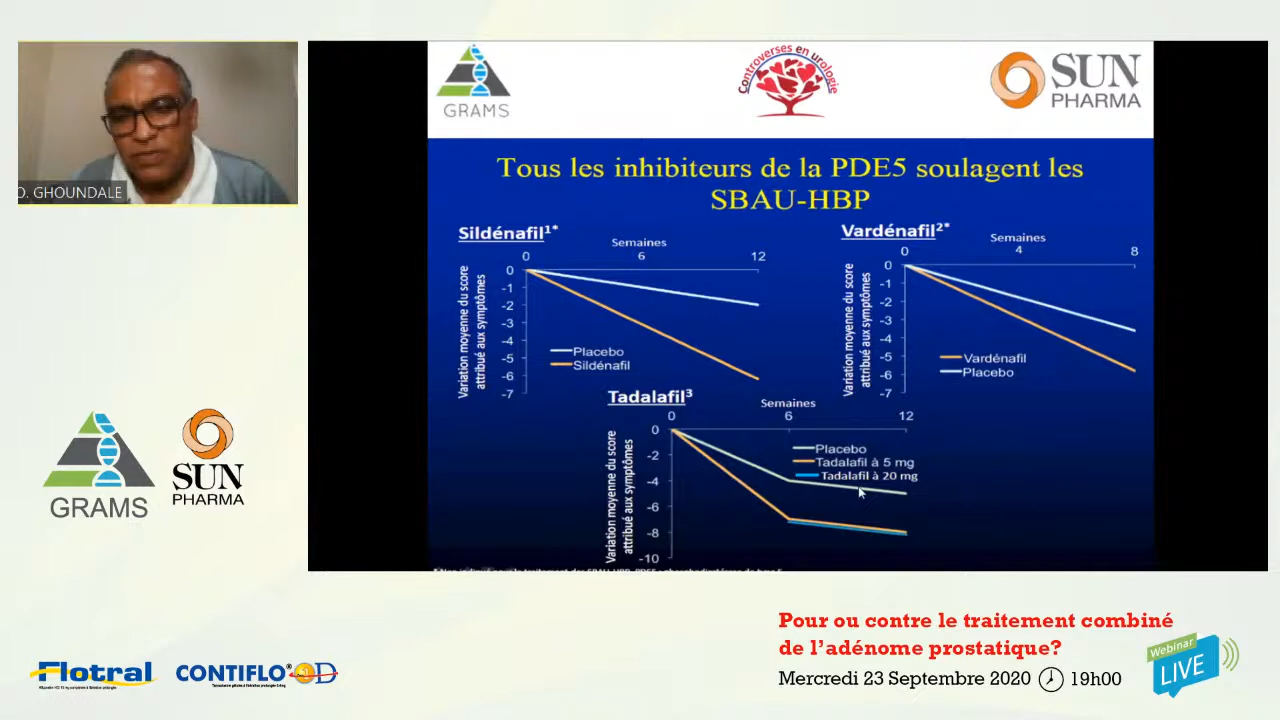 O. GHOUNDALE
GRAMS
Controverses en urologie
SUN
PHARMA
Tous les inhibiteurs de la PDE5 soulagent les
SBAU-HBP
Sildénafil1*
Semaines
0 6 12
Variation moyenne du score
attribué aux symptômes
0
-1
-2
-3
-4
-5
-6
-7
Placebo
Sildénafil
Vardénafil2*
Semaines
0 4 8
Variation moyenne du score
attribué aux symptômes
0
-1
-2
-3
-4
-5
-6
-7
Vardénafil
Placebo
Tadalafil3
Semaines
0 6 12
Variation moyenne du score
attribué aux symptômes
0
-2
-4
-6
-8
-10
Placebo
Tadalafil à 5 mg
Tadalafil à 20 mg
GRAMS
SUN
PHARMA
Flotral
CONTIFLO® OD
Pour ou contre le traitement combiné
de l'adénome prostatique?
Mercredi 23 Septembre 2020 19h00
Webinar
LIVE